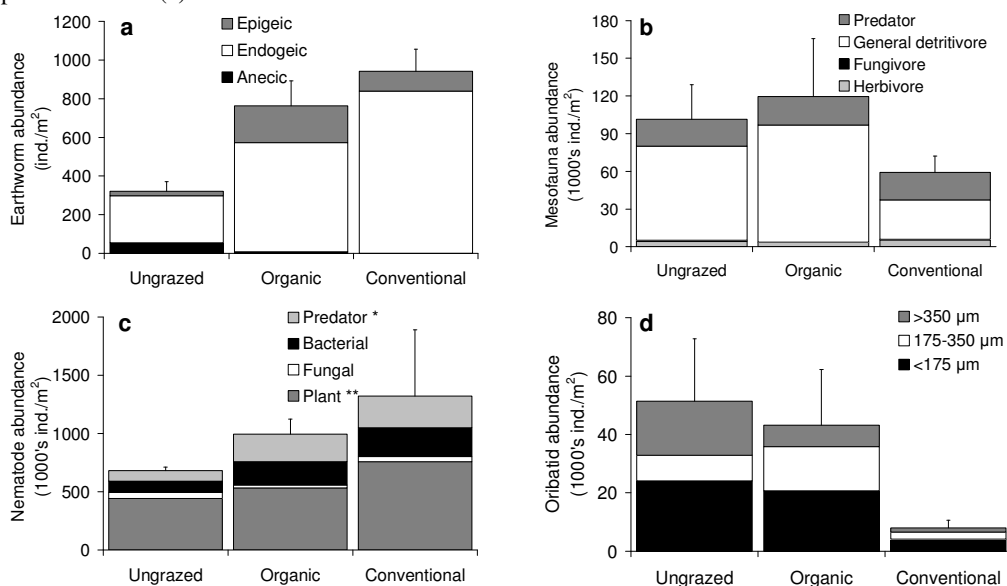 a
Epigeic
Endogeic
Anecic
Earthworm abundance
(ind./m²)
1200
1000
800
600
400
200
0
Ungrazed Organic Conventional
b
Predator
General detritivore
Fungivore
Herbivore
Mesofauna abundance
(1000's ind./m²)
180
150
120
90
60
30
0
Ungrazed Organic Conventional
c
Predator *
Bacterial
Fungal
Plant **
Nematode abundance
(1000's ind./m²)
2000
1500
1000
500
0
Ungrazed Organic Conventional
d
>350 µm
175-350 µm
<175 µm
Oribatid abundance
(1000's ind./m²)
80
60
40
20
0
Ungrazed Organic Conventional